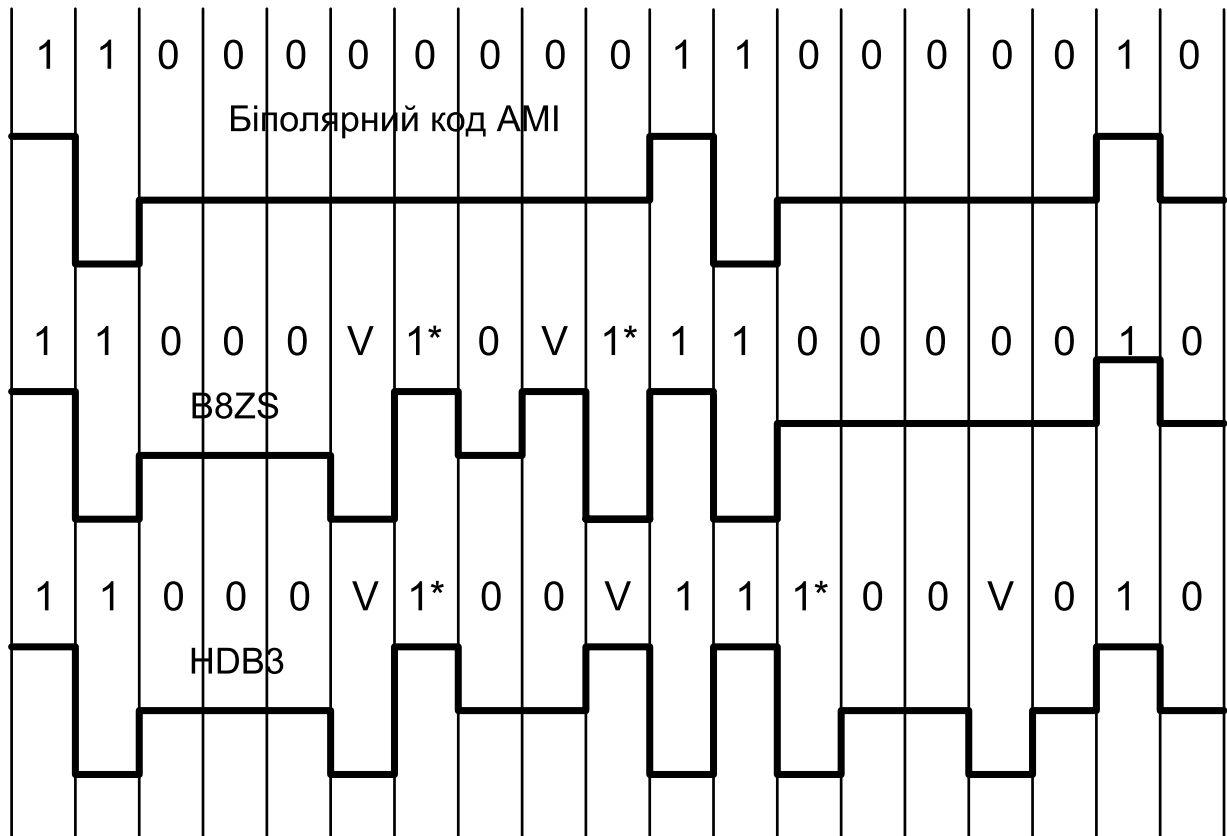 1 1 0 0 0 0 0 0 0 0 1 1 0 0 0 0 0 1 0
Біполярний код AMI
1 1 0 0 0 V 1* 0 V 1* 1 1 0 0 0 0 0 1 0
B8ZS
1 1 0 0 0 V 1* 0 0 V 1 1 1* 0 0 V 0 1 0
HDB3